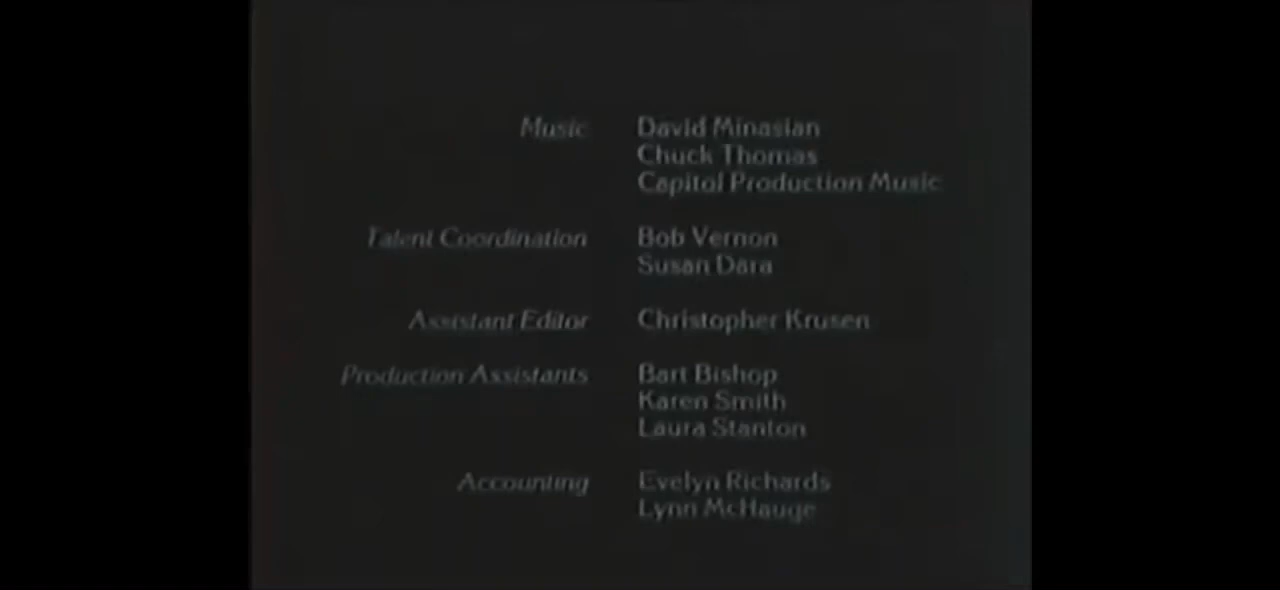 Music David Minasian
Chuck Thomas
Capitol Production Music
Talent Coordination Bob Vernon
Susan Dara
Assistant Editor Christopher Krusen
Production Assistants Bart Bishop
Karen Smith
Laura Stanton
Accounting Evelyn Richards
Lynn McHauge